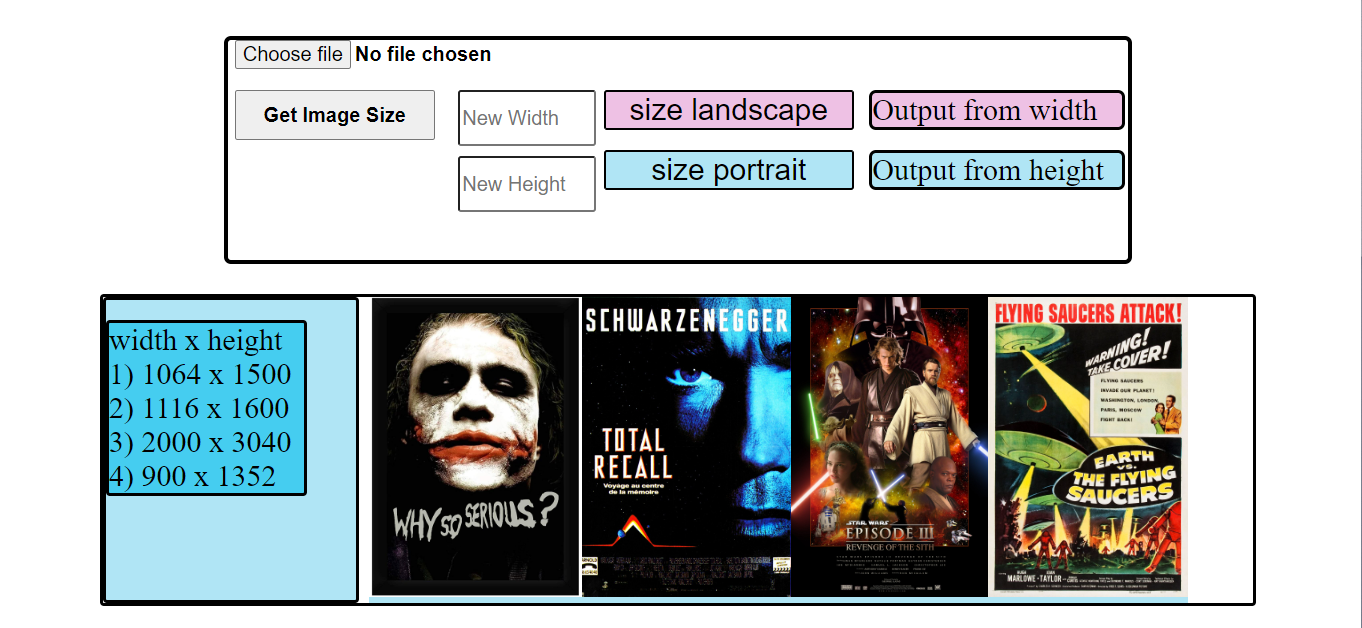 Choose file No file chosen
Get Image Size
New Width
size landscape
Output from width
New Height
size portrait
Output from height
width x height
1) 1064 x 1500
2) 1116 x 1600
3) 2000 x 3040
4) 900 x 1352
WHY SO SERIOUS?
SCHWARZENEGGER
TOTAL
RECALL
Voyage au centre
de la mémoire
STAR WARS
EPISODE III
REVENGE OF THE SITH
FLYING SAUCERS ATTACK!
WARNING!
TAKE COVER!
FLYING SAUCERS
INVADE OUR PLANET!
WASHINGTON, LONDON,
PARIS, MOSCOW
FIGHT BACK!
EARTH
VS.
THE FLYING
SAUCERS
HUGH JOAN
MARLOWE - TAYLOR